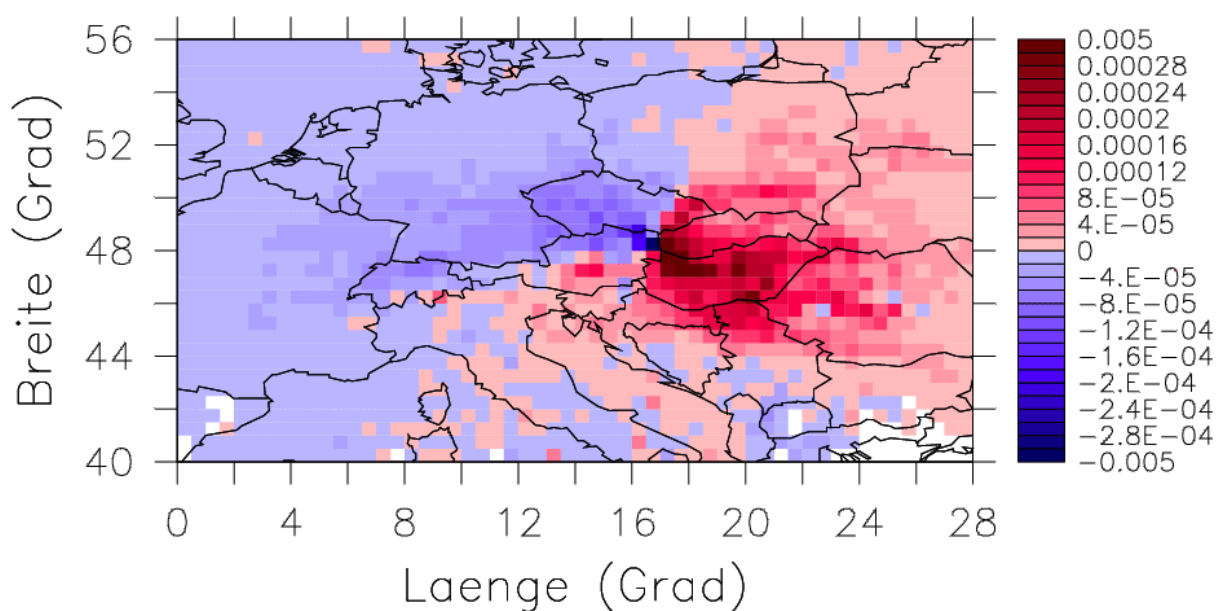 56
52
48
44
40
Breite (Grad)
0 4 8 12 16 20 24 28
Laenge (Grad)
0.005
0.00028
0.00024
0.0002
0.00016
0.00012
8E-05
4.E-05
0
-4.E-05
-8.E-05
-1.2E-04
-1.6E-04
-2.E-04
-2.4E-04
-2.8E-04
-0.005